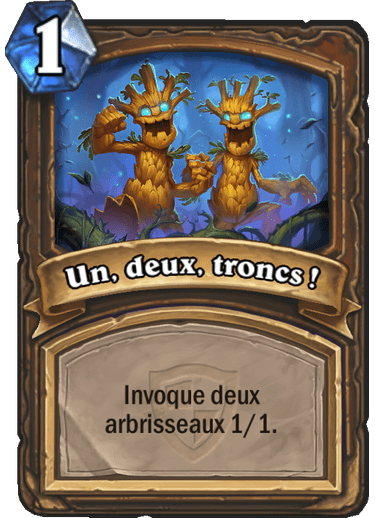 1
Un, deux, troncs !
Invoque deux
arbrisseaux 1/1.